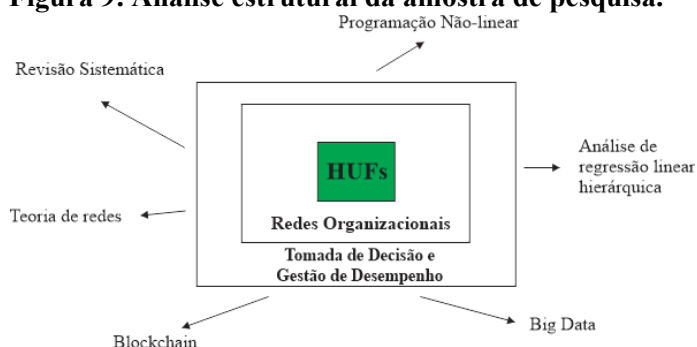 Figura 9: Análise estrutural da amostra de pesquisa.
Programação Não-linear
Revisão Sistemática
Análise de
regressão linear
hierárquica
HUFs
Teoria de redes
Redes Organizacionais
Tomada de Decisão e
Gestão de Desempenho
Big Data
Blockchain